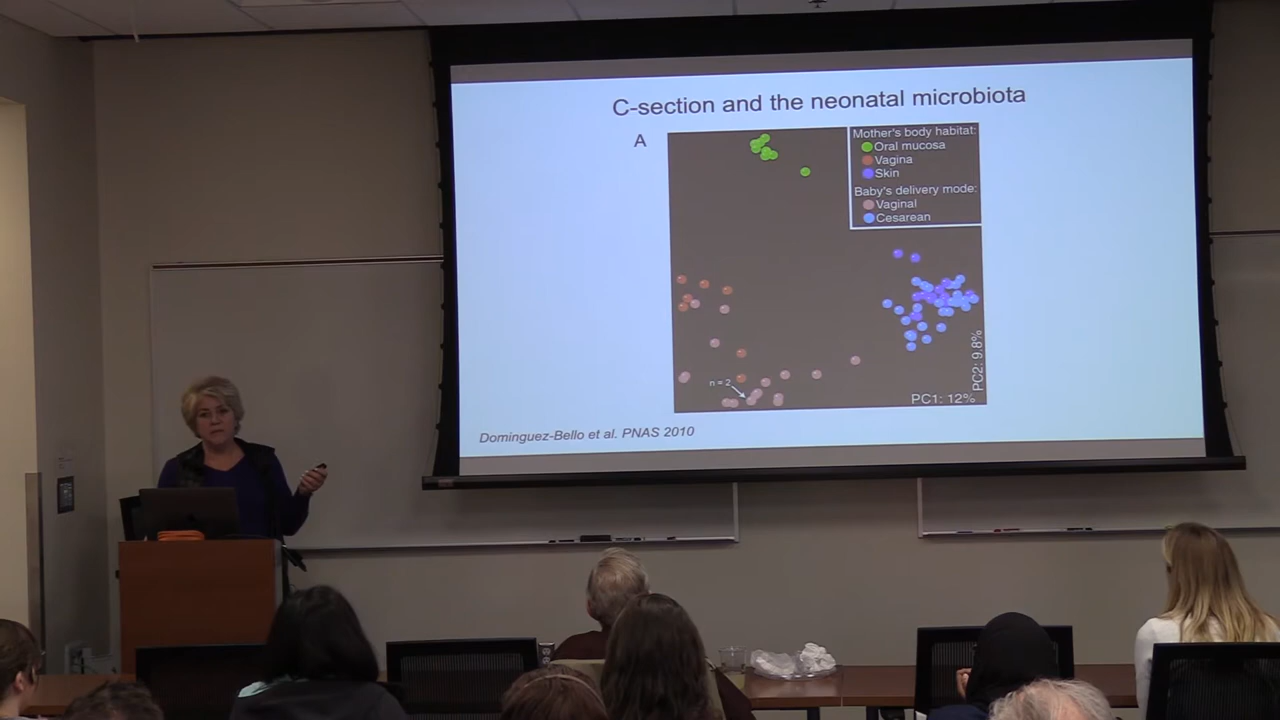 C-section and the neonatal microbiota
A
Mother's body habitat:
Oral mucosa
Vagina
Skin
Baby's delivery mode:
Vaginal
Cesarean
n = 2
PC2: 9.8%
PC1: 12%
Dominguez-Bello et al. PNAS 2010